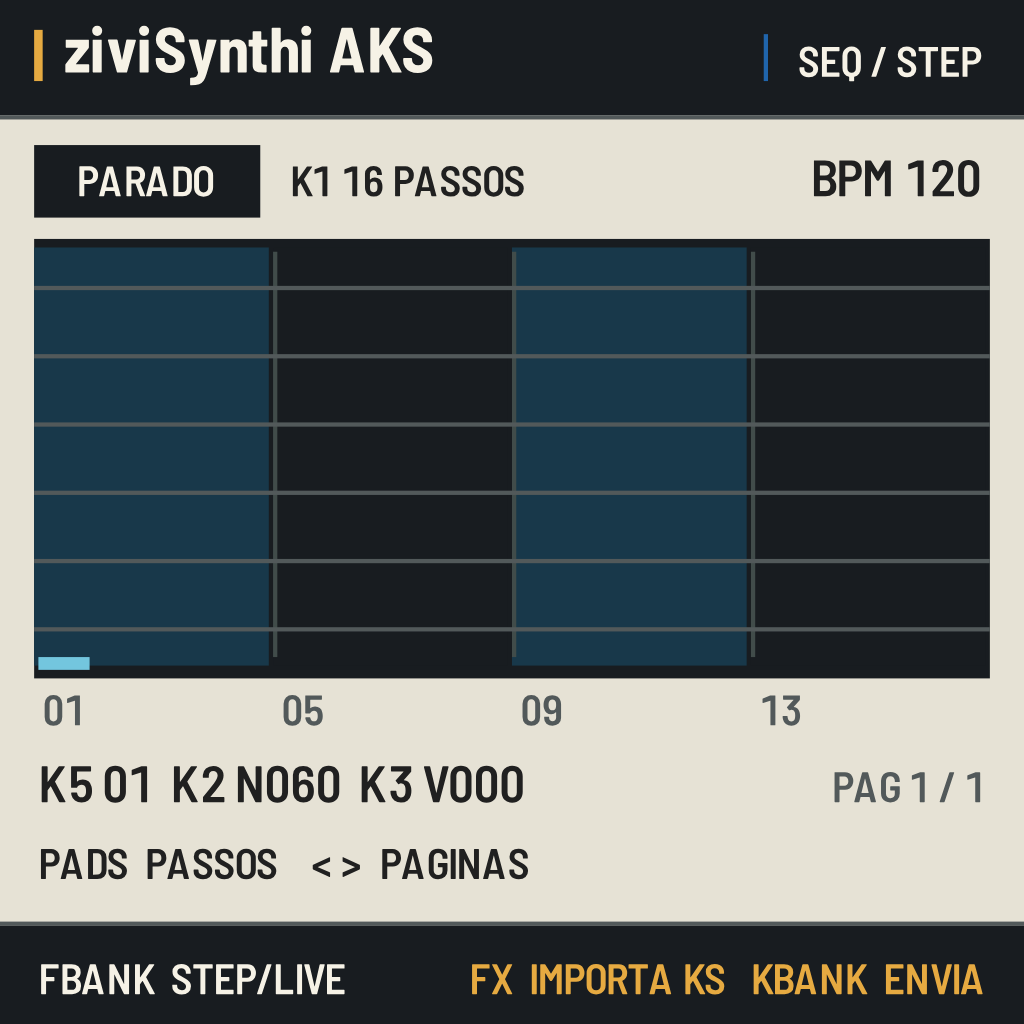 ziviSynthi AKS
SEQ / STEP
PARADO K1 16 PASSOS BPM 120
01 05 09 13
K5 01 K2 N060 K3 V000 PAG 1 / 1
PADS PASSOS < > PAGINAS
FBANK STEP/LIVE FX IMPORTA KS KBANK ENVIA